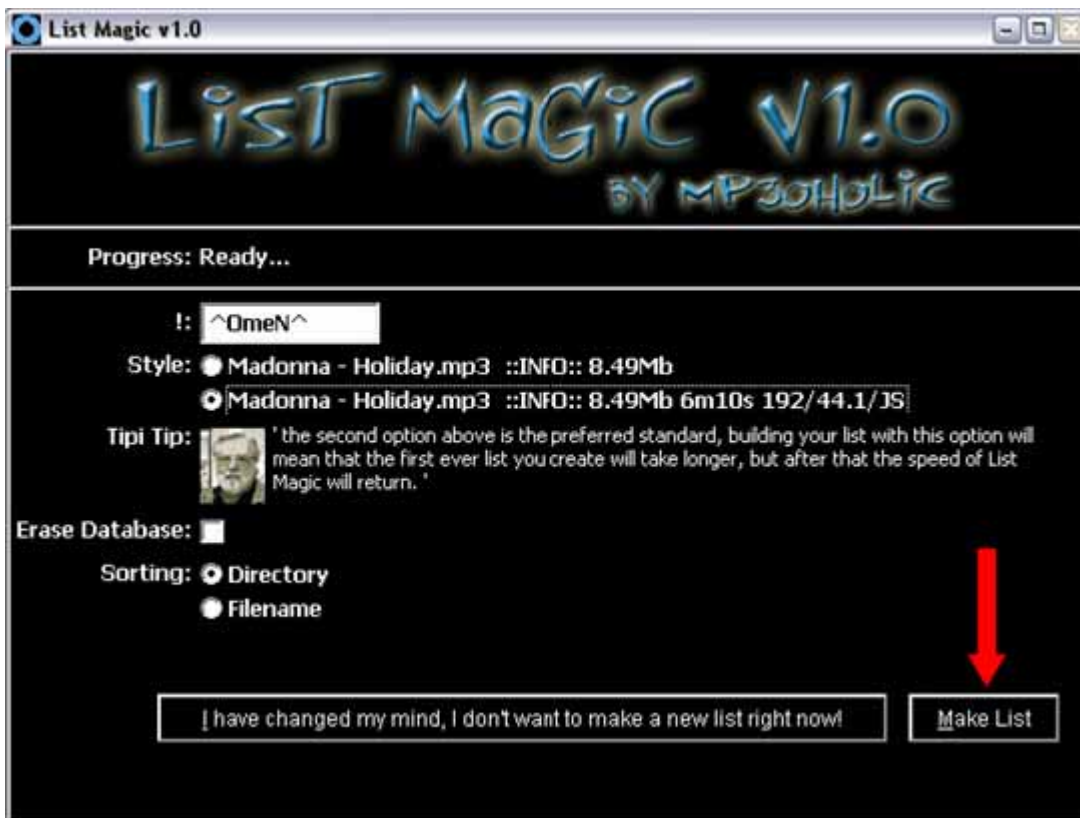 List Magic v1.0
LiST MaGiC V1.0
BY MP3OHOLiC
Progress: Ready...
!: ^OmeN^
Style: Madonna - Holiday.mp3 ::INFO:: 8.49Mb
Madonna - Holiday.mp3 ::INFO:: 8.49Mb 6m10s 192/44.1/JS
Tipi Tip: ' the second option above is the preferred standard, building your list with this option will
mean that the first ever list you create will take longer, but after that the speed of List
Magic will return. '
Erase Database:
Sorting: Directory
Filename
I have changed my mind, I don't want to make a new list right now!
Make List